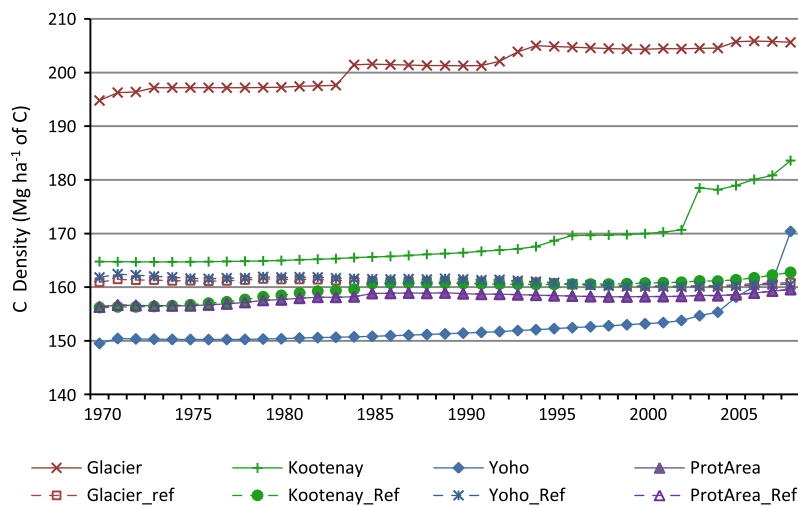 210
200
190
180
170
160
150
140
C Density (Mg ha⁻¹ of C)
1970 1975 1980 1985 1990 1995 2000 2005
Glacier Kootenay Yoho ProtArea
Glacier_ref Kootenay_Ref Yoho_Ref ProtArea_Ref